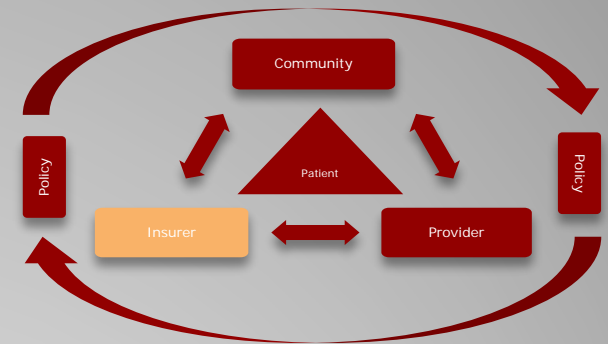 Community
Policy
Patient
Policy
Insurer
Provider